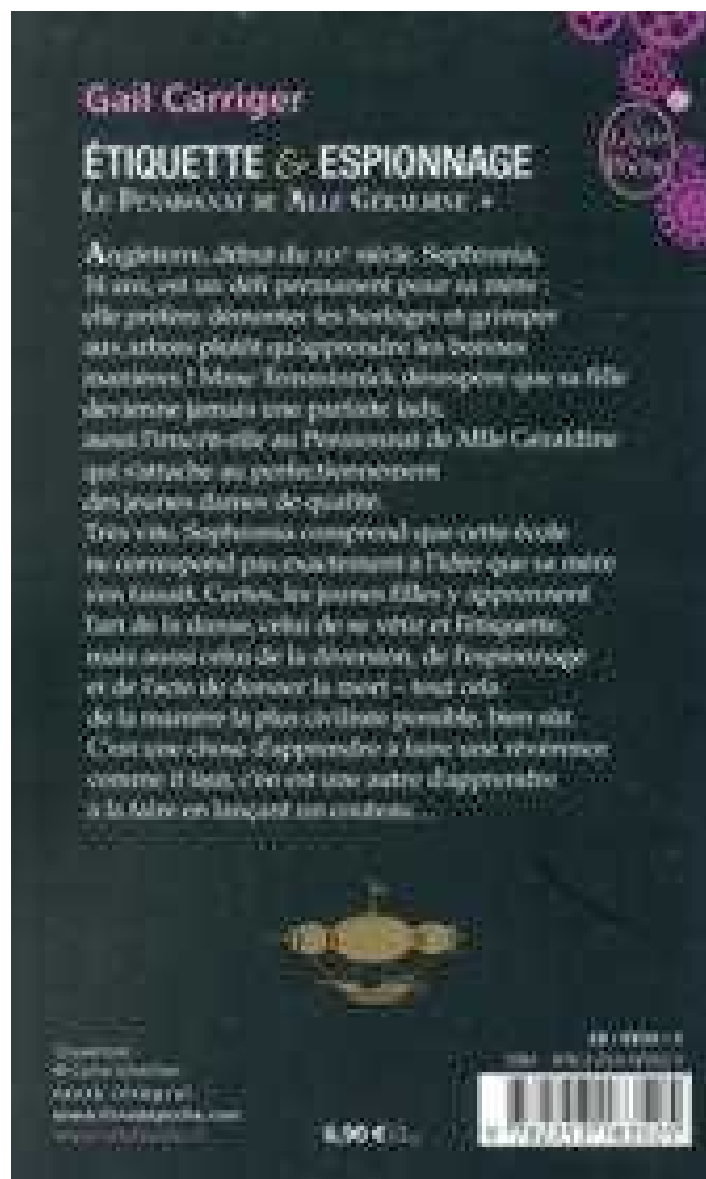 Gail Carriger
ÉTIQUETTE & ESPIONNAGE
LE PENSIONNAT DE MLLE GÉRALDINE *
Angleterre, début du XIXe siècle. Sophronia,
14 ans, est un défi permanent pour sa mère :
elle préfère démonter les horloges et grimper
aux arbres plutôt qu'apprendre les bonnes
manières ! Mme Temminnick désespère que sa fille
devienne jamais une parfaite lady,
aussi l'inscrit-elle au Pensionnat de Mlle Géraldine
qui s'attache au perfectionnement
des jeunes dames de qualité.
Très vite, Sophronia comprend que cette école
ne correspond pas exactement à l'idée que sa mère
s'en faisait. Certes, les jeunes filles y apprennent
l'art de la danse, celui de se vêtir et l'étiquette,
mais aussi celui de la diversion, de l'espionnage
et de l'acte de donner la mort – tout cela
de la manière la plus civilisée possible, bien sûr.
C'est une chose d'apprendre à faire une révérence
comme il faut, c'en est une autre d'apprendre
à la faire en lançant un couteau…
Couverture :
6,90 €